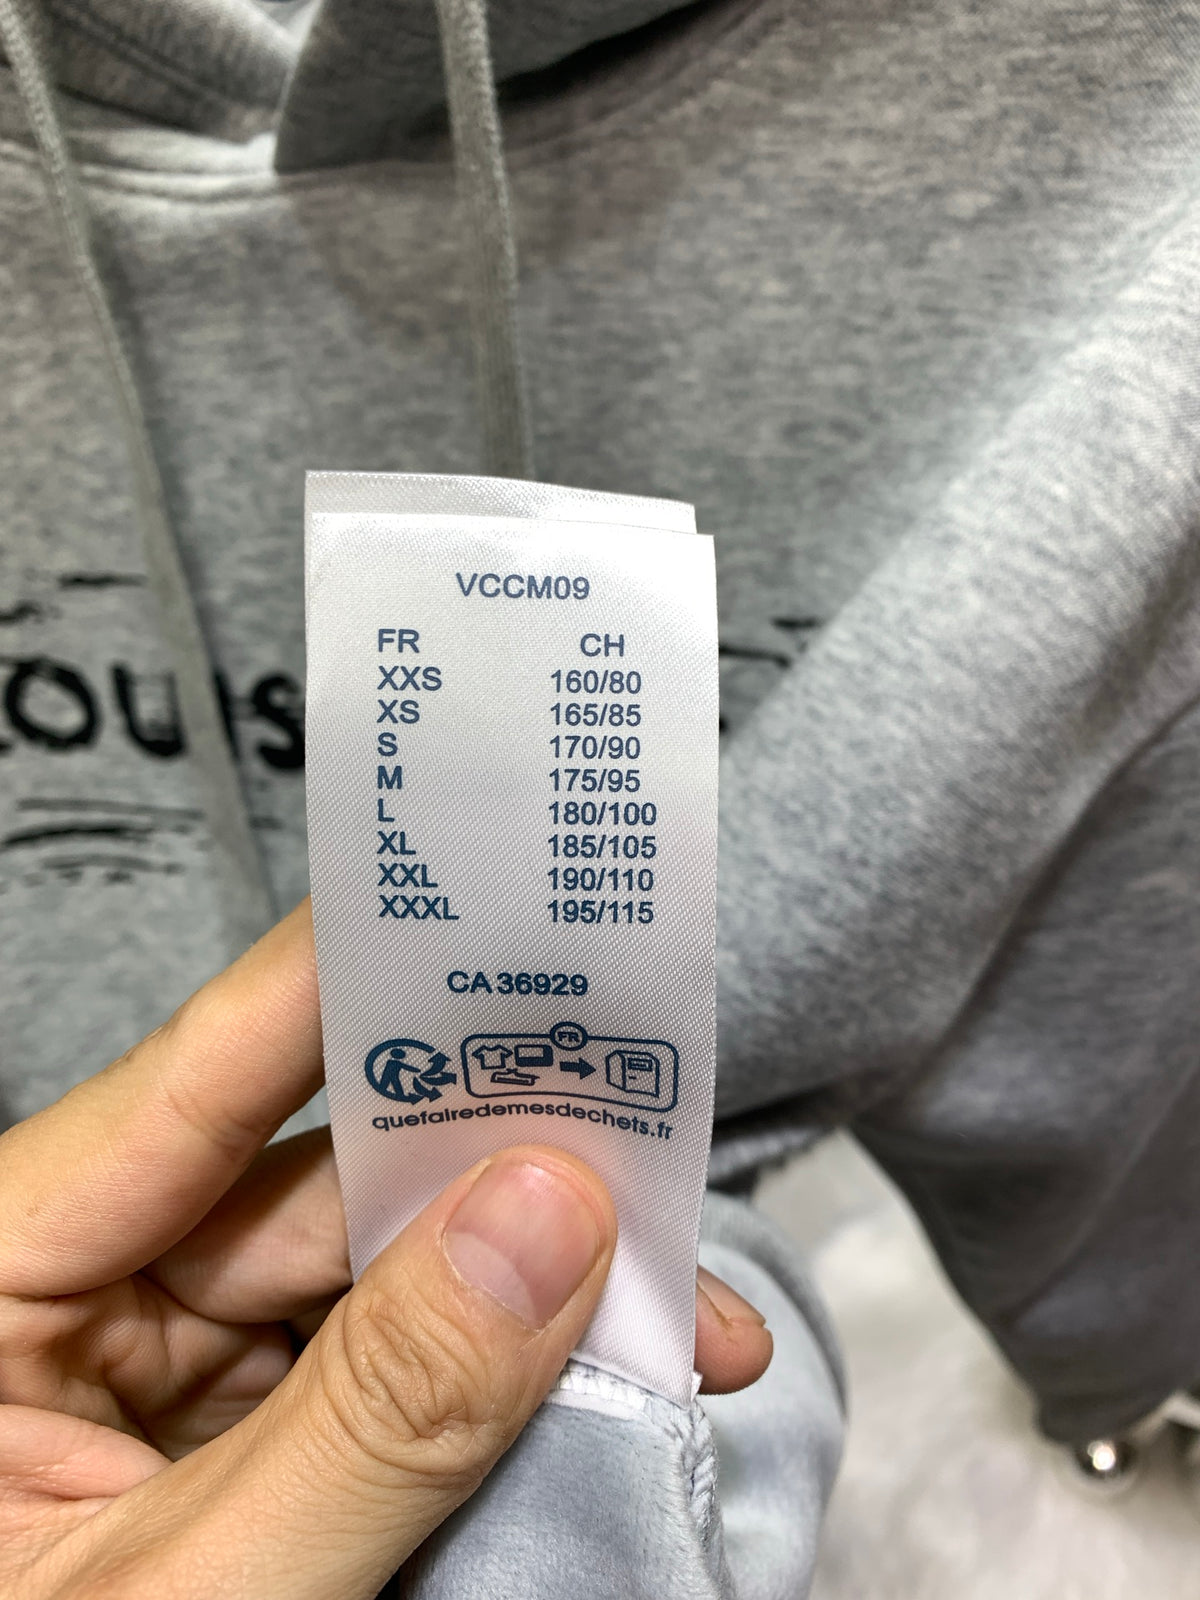 VCCM09
FR CH
XXS 160/80
XS 165/85
S 170/90
M 175/95
L 180/100
XL 185/105
XXL 190/110
XXXL 195/115
CA 36929
FR
quefairedemesdechets.fr